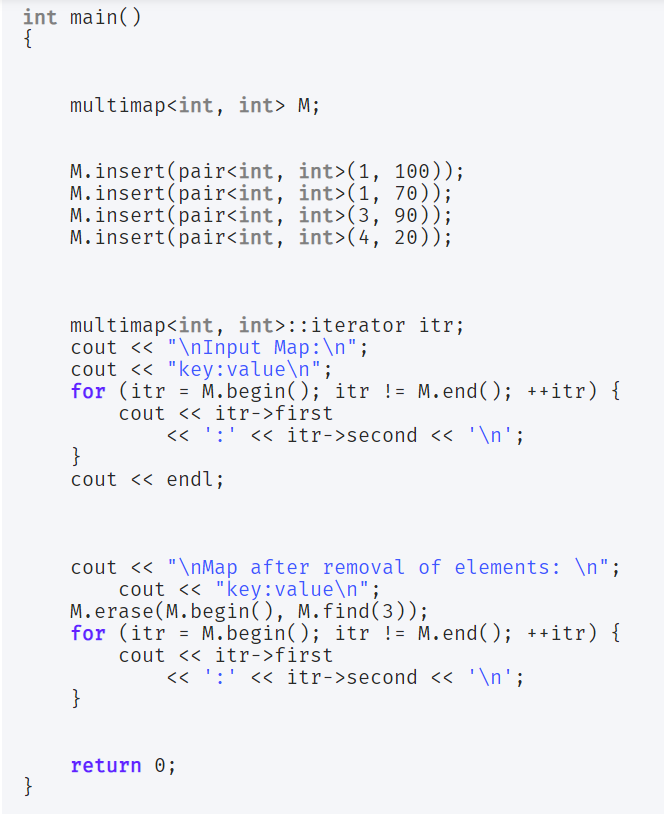 int main()
{
multimap<int, int> M;
M.insert(pair<int, int>(1, 100));
M.insert(pair<int, int>(1, 70));
M.insert(pair<int, int>(3, 90));
M.insert(pair<int, int>(4, 20));
multimap<int, int>::iterator itr;
cout << "\nInput Map:\n";
cout << "key:value\n";
for (itr = M.begin(); itr != M.end(); ++itr) {
cout << itr->first
<< ':' << itr->second << '\n';
}
cout << endl;
cout << "\nMap after removal of elements: \n";
cout << "key:value\n";
M.erase(M.begin(), M.find(3));
for (itr = M.begin(); itr != M.end(); ++itr) {
cout << itr->first
<< ':' << itr->second << '\n';
}
return 0;
}